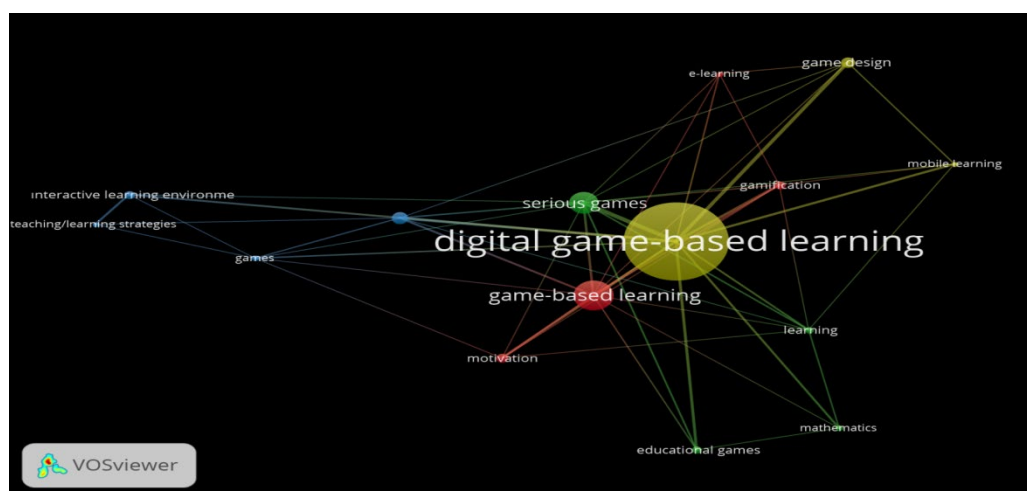 game design
e-learning
mobile learning
gamification
interactive learning environme
serious games
teaching/learning strategies
digital game-based learning
games
game-based learning
learning
motivation
mathematics
educational games
VOSviewer